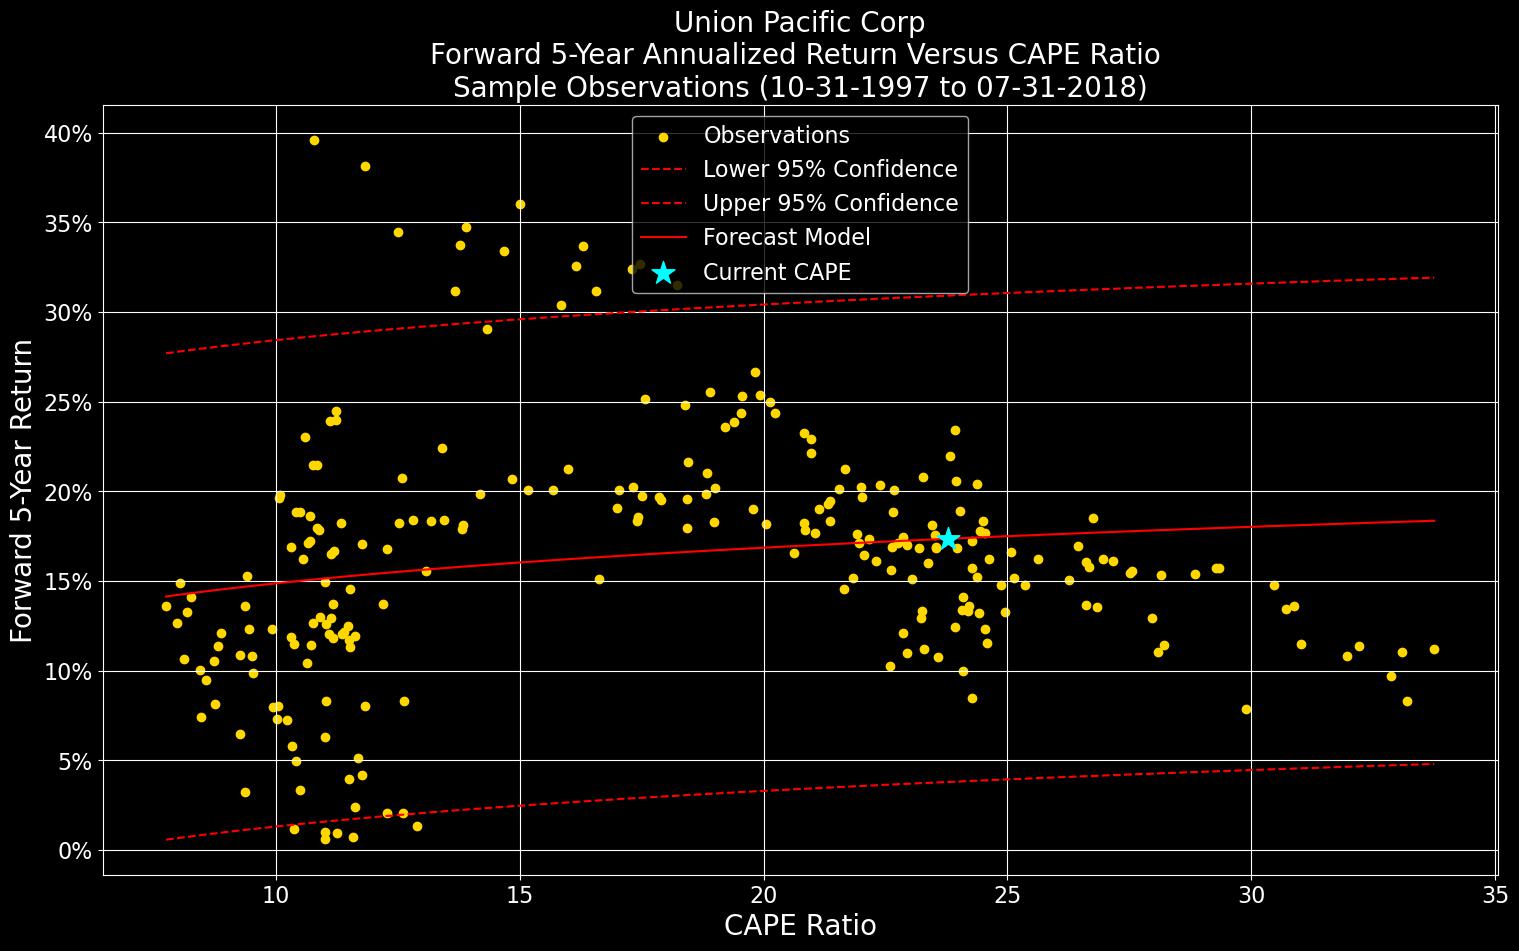 Union Pacific Corp
Forward 5-Year Annualized Return Versus CAPE Ratio
Sample Observations (10-31-1997 to 07-31-2018)
Observations
Lower 95% Confidence
Upper 95% Confidence
Forecast Model
Current CAPE
Forward 5-Year Return
40%
35%
30%
25%
20%
15%
10%
5%
0%
10 15 20 25 30 35
CAPE Ratio